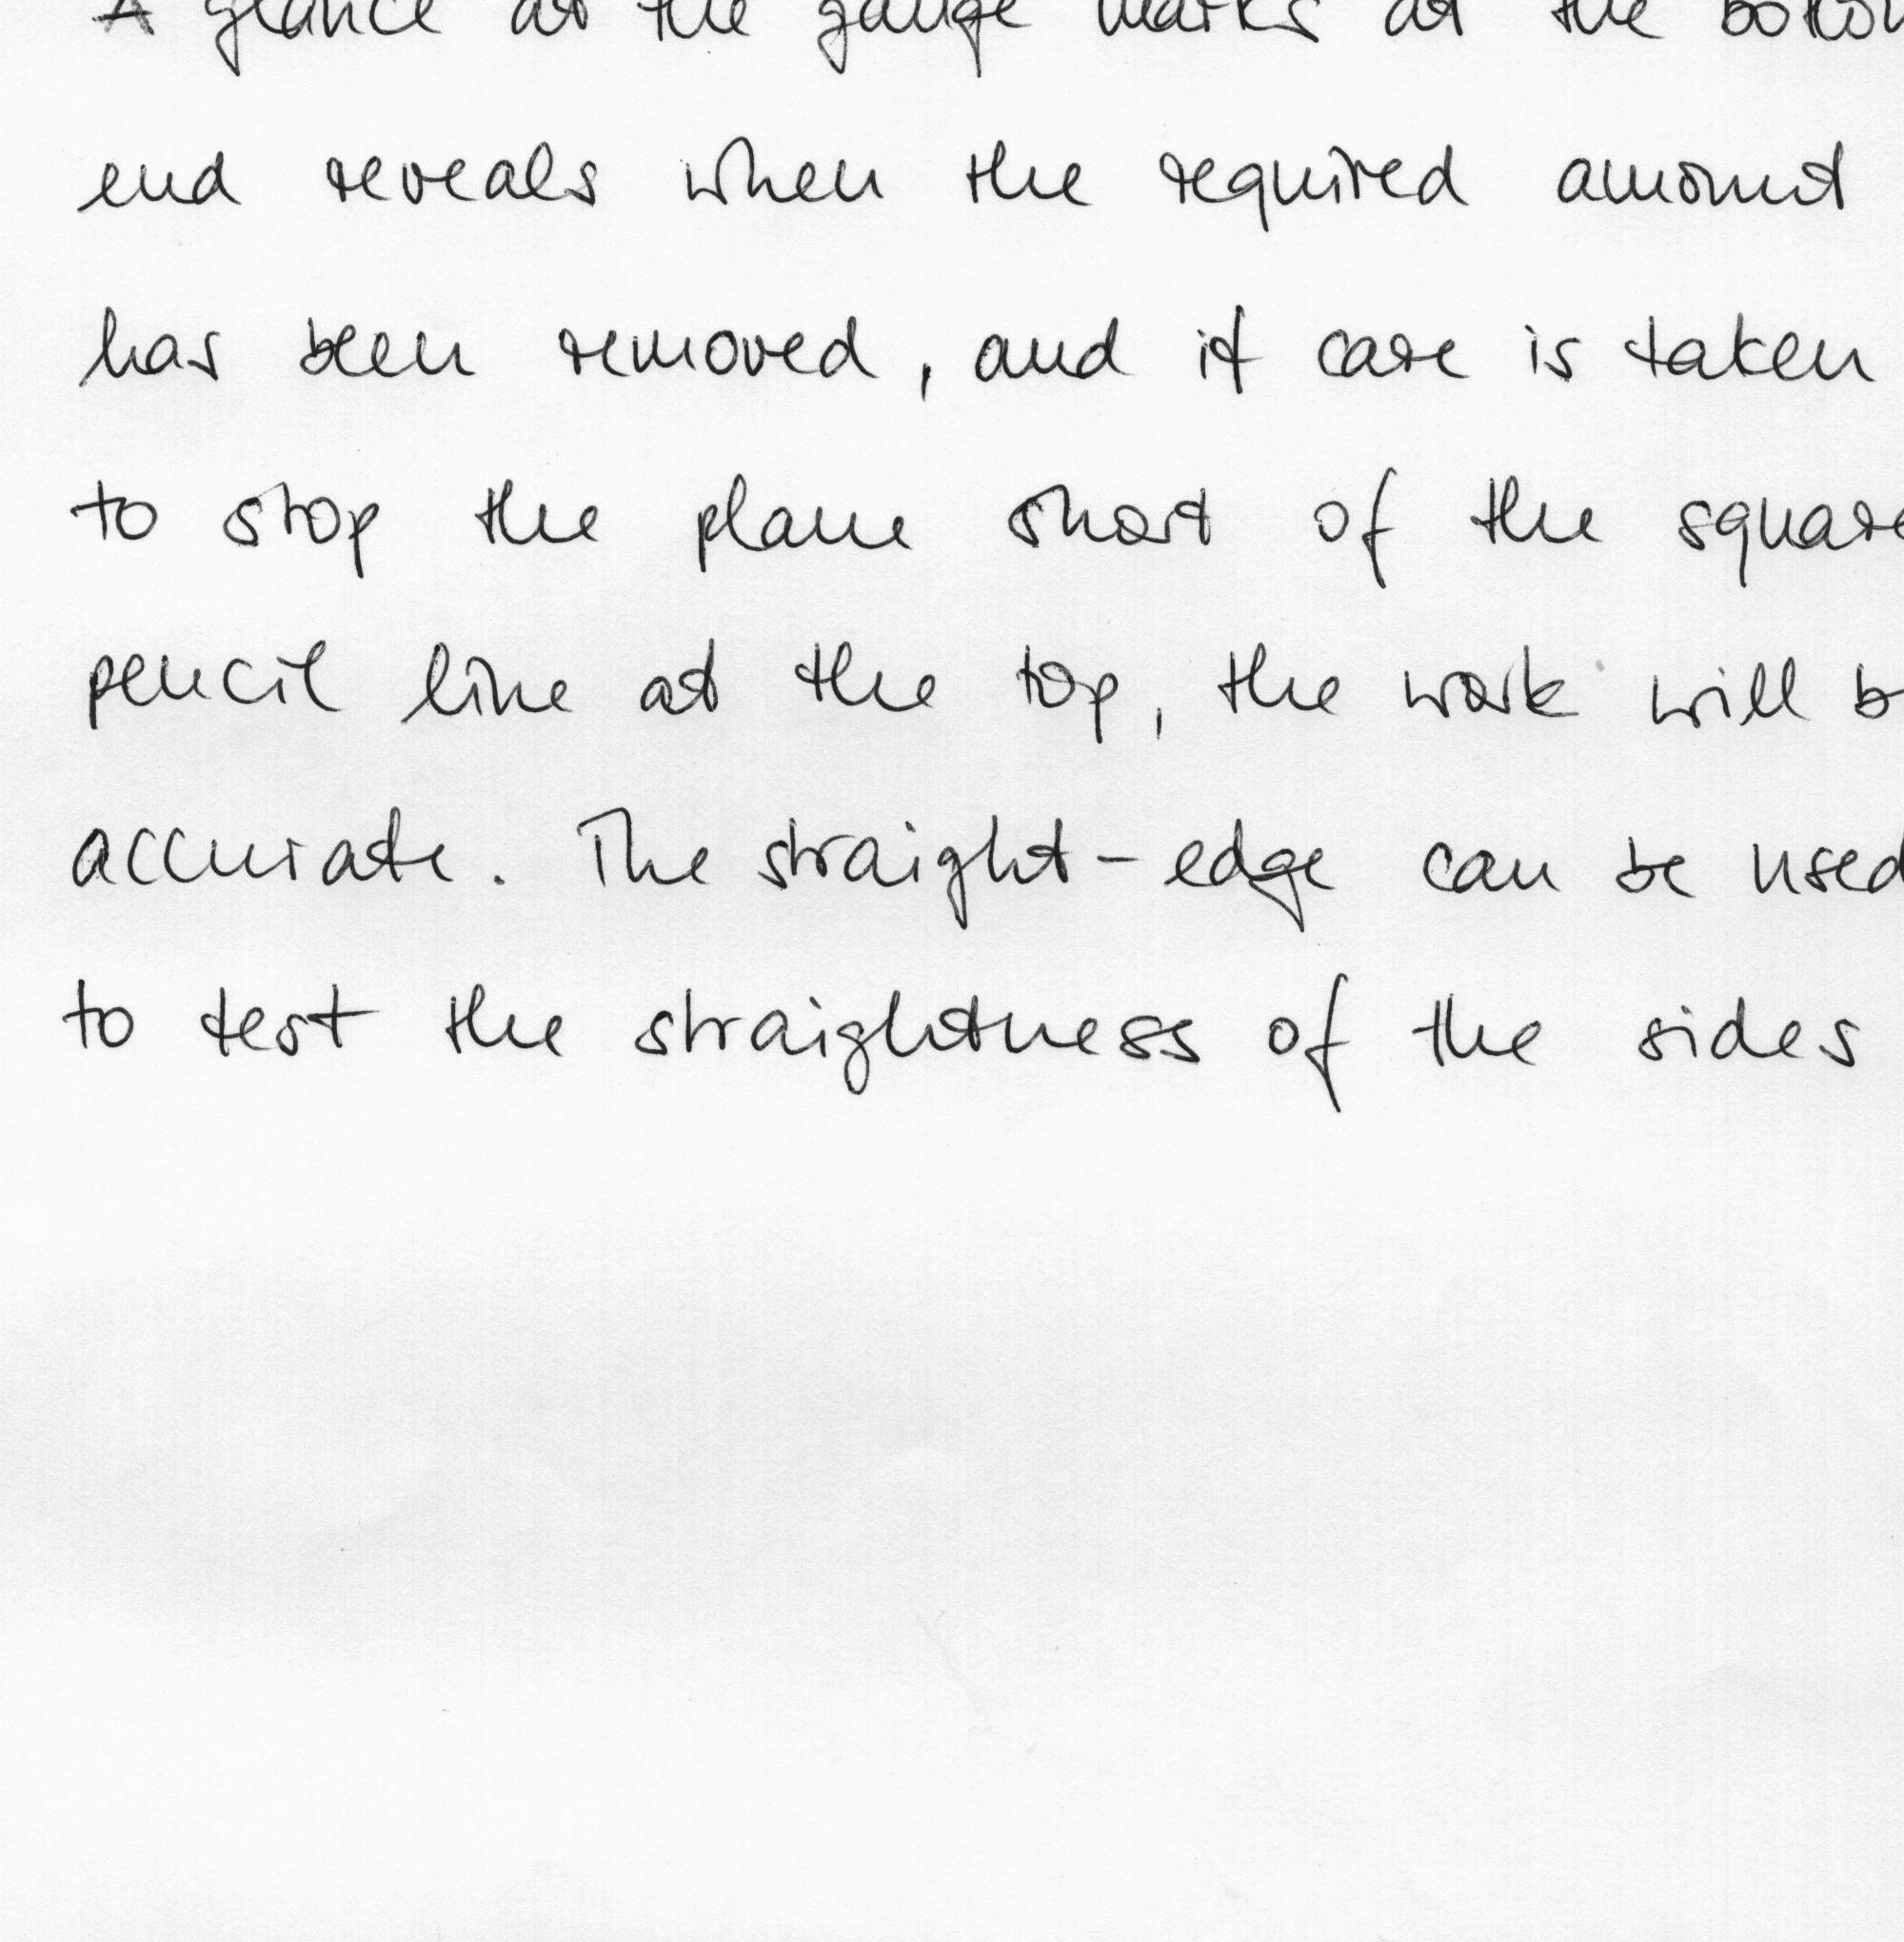 A glance at the gauge marks at the bottom
end reveals when the required amount
has been removed, and if care is taken
to stop the plane short of the square
pencil line at the top, the work will b
accurate. The straight-edge can be used
to test the straightness of the sides